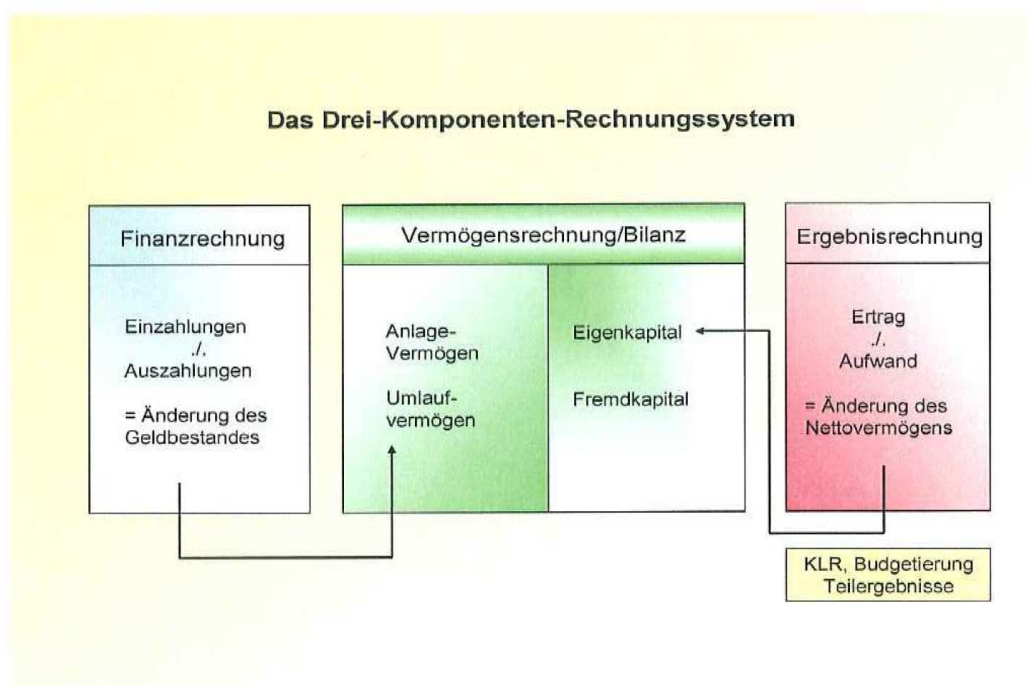 Das Drei-Komponenten-Rechnungssystem
Finanzrechnung
Einzahlungen
./.
Auszahlungen
= Änderung des
Geldbestandes
Vermögensrechnung/Bilanz
Anlage-
Vermögen
Umlauf-
vermögen
Eigenkapital
Fremdkapital
Ergebnisrechnung
Ertrag
./.
Aufwand
= Änderung des
Nettovermögens
KLR, Budgetierung
Teilergebnisse